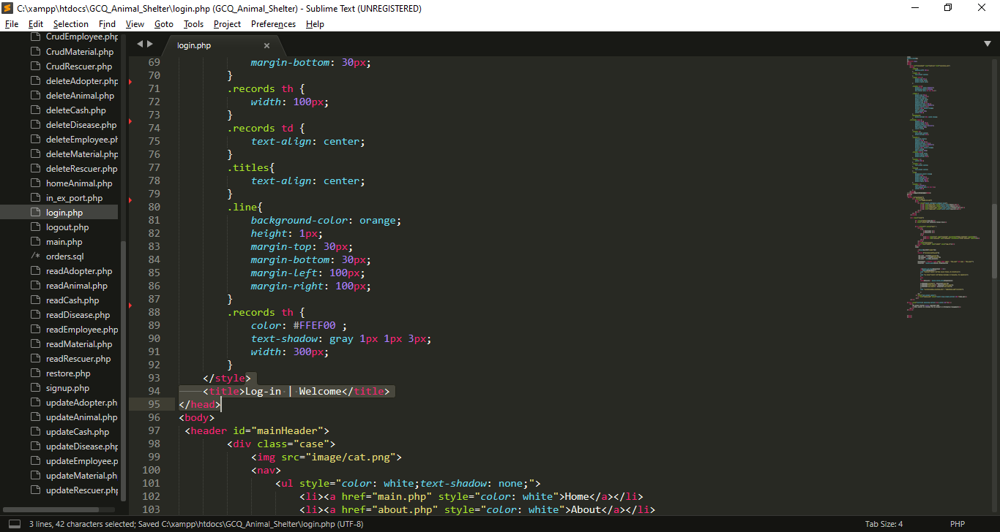 C:\xampp\htdocs\GCQ_Animal_Shelter\login.php (GCQ_Animal_Shelter) - Sublime Text (UNREGISTERED)
File Edit Selection Find View Goto Tools Project Preferences Help
CrudEmployee.php
CrudMaterial.php
CrudRescuer.php
deleteAdopter.php
deleteAnimal.php
deleteCash.php
deleteDisease.php
deleteEmployee.ph
deleteMaterial.php
deleteRescuer.php
homeAnimal.php
in_ex_port.php
login.php
logout.php
main.php
/* orders.sql
readAdopter.php
readAnimal.php
readCash.php
readDisease.php
readEmployee.php
readMaterial.php
readRescuer.php
restore.php
signup.php
updateAdopter.ph
updateAnimal.php
updateCash.php
updateDisease.php
updateEmployee.p
updateMaterial.ph
updateRescuer.php
login.php ×
69 margin-bottom: 30px;
70 }
71 .records th {
72 width: 100px;
73 }
74 .records td {
75 text-align: center;
76 }
77 .titles{
78 text-align: center;
79 }
80 .line{
81 background-color: orange;
82 height: 1px;
83 margin-top: 30px;
84 margin-bottom: 30px;
85 margin-left: 100px;
86 margin-right: 100px;
87 }
88 .records th {
89 color: #FFEF00 ;
90 text-shadow: gray 1px 1px 3px;
91 width: 300px;
92 }
93 </style>
94 <title>Log-in | Welcome</title>
95 </head>
96 <body>
97 <header id="mainHeader">
98 <div class="case">
99 <img src="image/cat.png">
100 <nav>
101 <ul style="color: white;text-shadow: none;">
102 <li><a href="main.php" style="color: white">Home</a></li>
103 <li><a href="about.php" style="color: white">About</a></li>
3 lines, 42 characters selected; Saved C:\xampp\htdocs\GCQ_Animal_Shelter\login.php (UTF-8)
Tab Size: 4
PHP